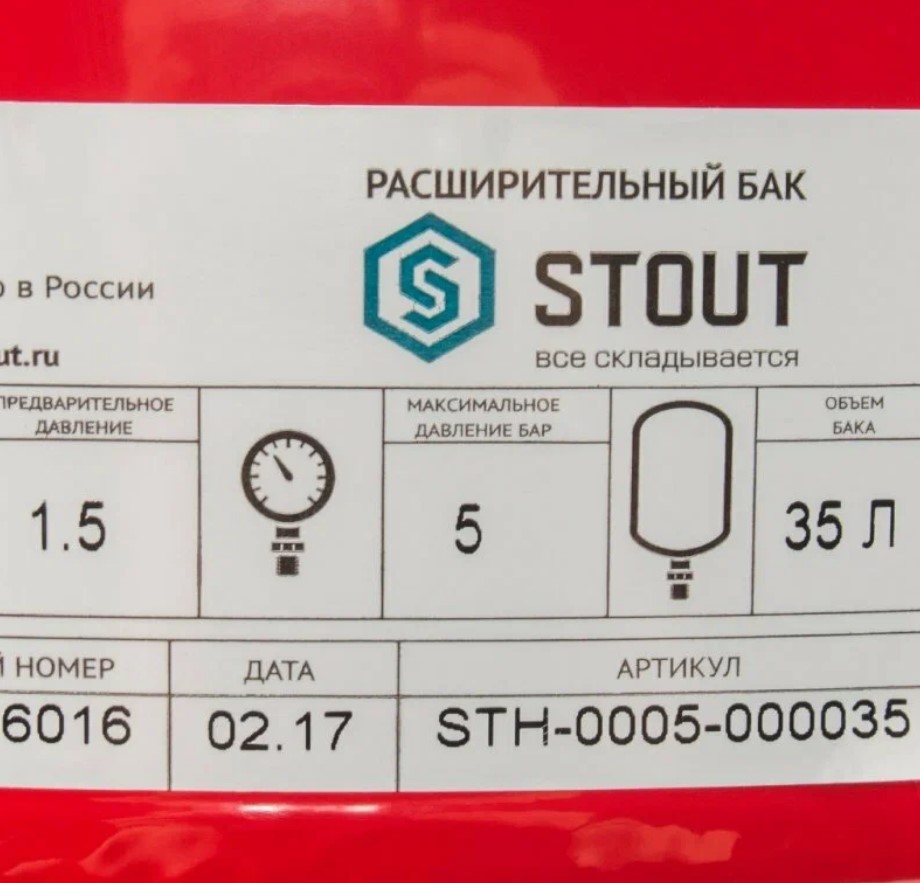 РАСШИРИТЕЛЬНЫЙ БАК
STOUT
все складывается
в России
ut.ru
ПРЕДВАРИТЕЛЬНОЕ
ДАВЛЕНИЕ
1.5
МАКСИМАЛЬНОЕ
ДАВЛЕНИЕ БАР
5
ОБЪЕМ
БАКА
35 Л
НОМЕР
6016
ДАТА
02.17
АРТИКУЛ
STH-0005-000035